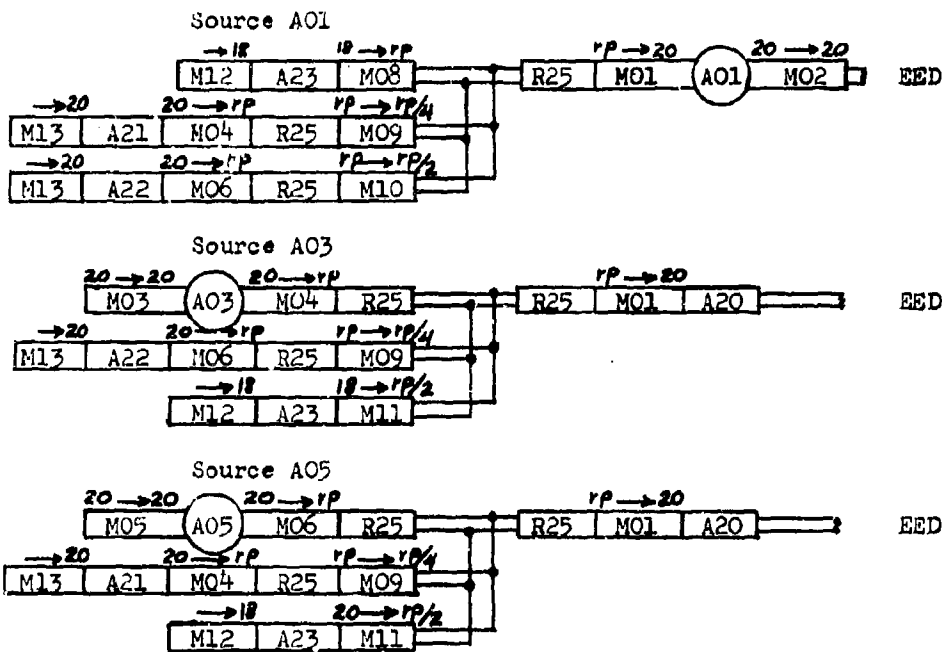 Source A01
→18 18→rp rp→20 20→20
M12 A23 M08 R25 M01 A01 M02 EED
→20 20→rp rp→rp/4
M13 A21 M04 R25 M09
→20 20→rp rp→rp/2
M13 A22 M06 R25 M10
Source A03
20→20 20→rp rp→20
M03 A03 M04 R25 R25 M01 A20 EED
→20 20→rp rp→rp/4
M13 A22 M06 R25 M09
→18 18→rp/2
M12 A23 M11
Source A05
20→20 20→rp rp→20
M05 A05 M06 R25 R25 M01 A20 EED
→20 20→rp rp→rp/4
M13 A21 M04 R25 M09
→18 20→rp/2
M12 A23 M11